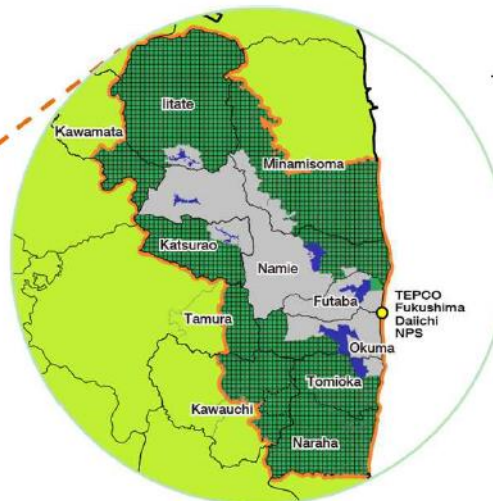 Iitate
Kawamata
Minamisoma
Katsurao
Namie
TEPCO
Fukushima
Daiichi
NPS
Futaba
Tamura
Okuma
Tomioka
Kawauchi
Naraha